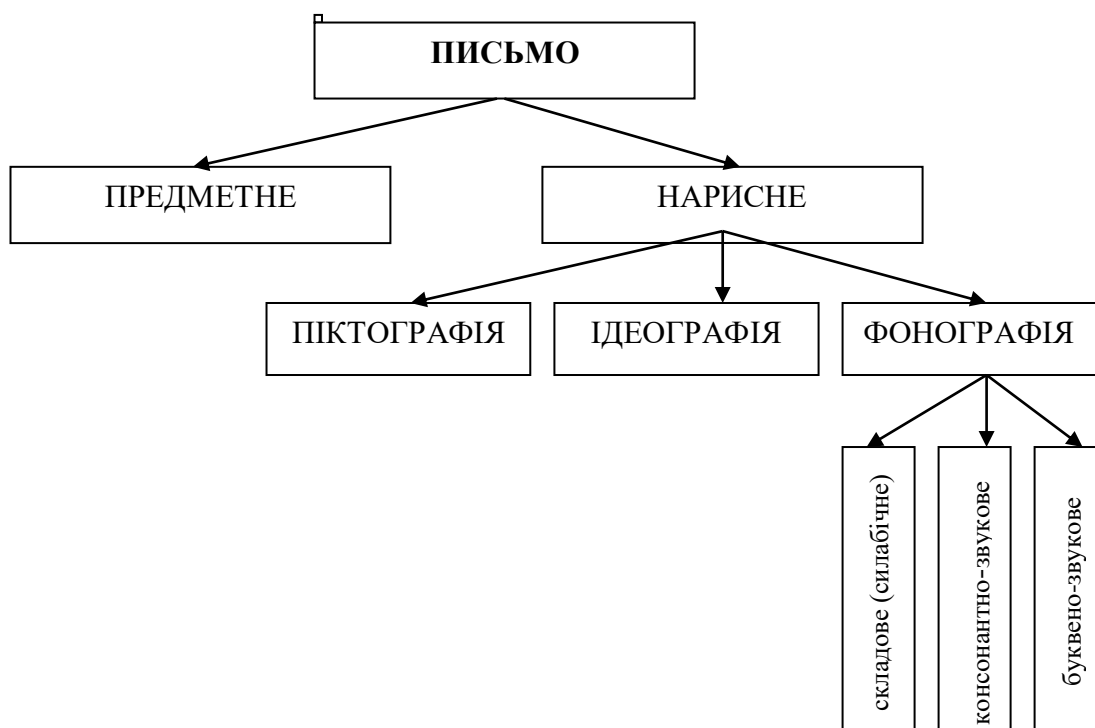 ПИСЬМО
ПРЕДМЕТНЕ
НАРИСНЕ
ПІКТОГРАФІЯ
ІДЕОГРАФІЯ
ФОНОГРАФІЯ
складове (силабічне)
консонантно-звукове
буквено-звукове